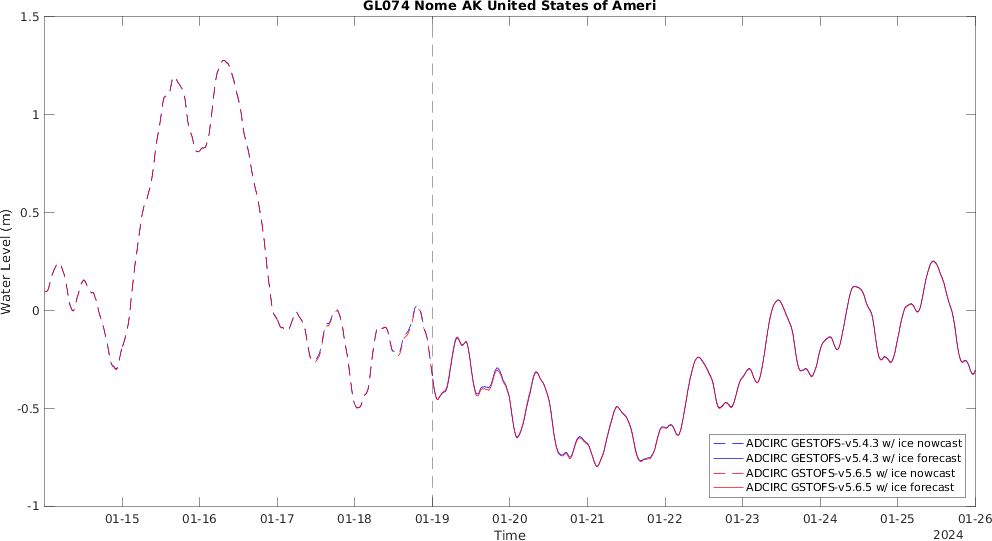 GL074 Nome AK United States of Ameri
1.5
1
0.5
0
-0.5
-1
Water Level (m)
ADCIRC GESTOFS-v5.4.3 w/ ice nowcast
ADCIRC GESTOFS-v5.4.3 w/ ice forecast
ADCIRC GSTOFS-v5.6.5 w/ ice nowcast
ADCIRC GSTOFS-v5.6.5 w/ ice forecast
01-15 01-16 01-17 01-18 01-19 01-20 01-21 01-22 01-23 01-24 01-25 01-26
Time
2024